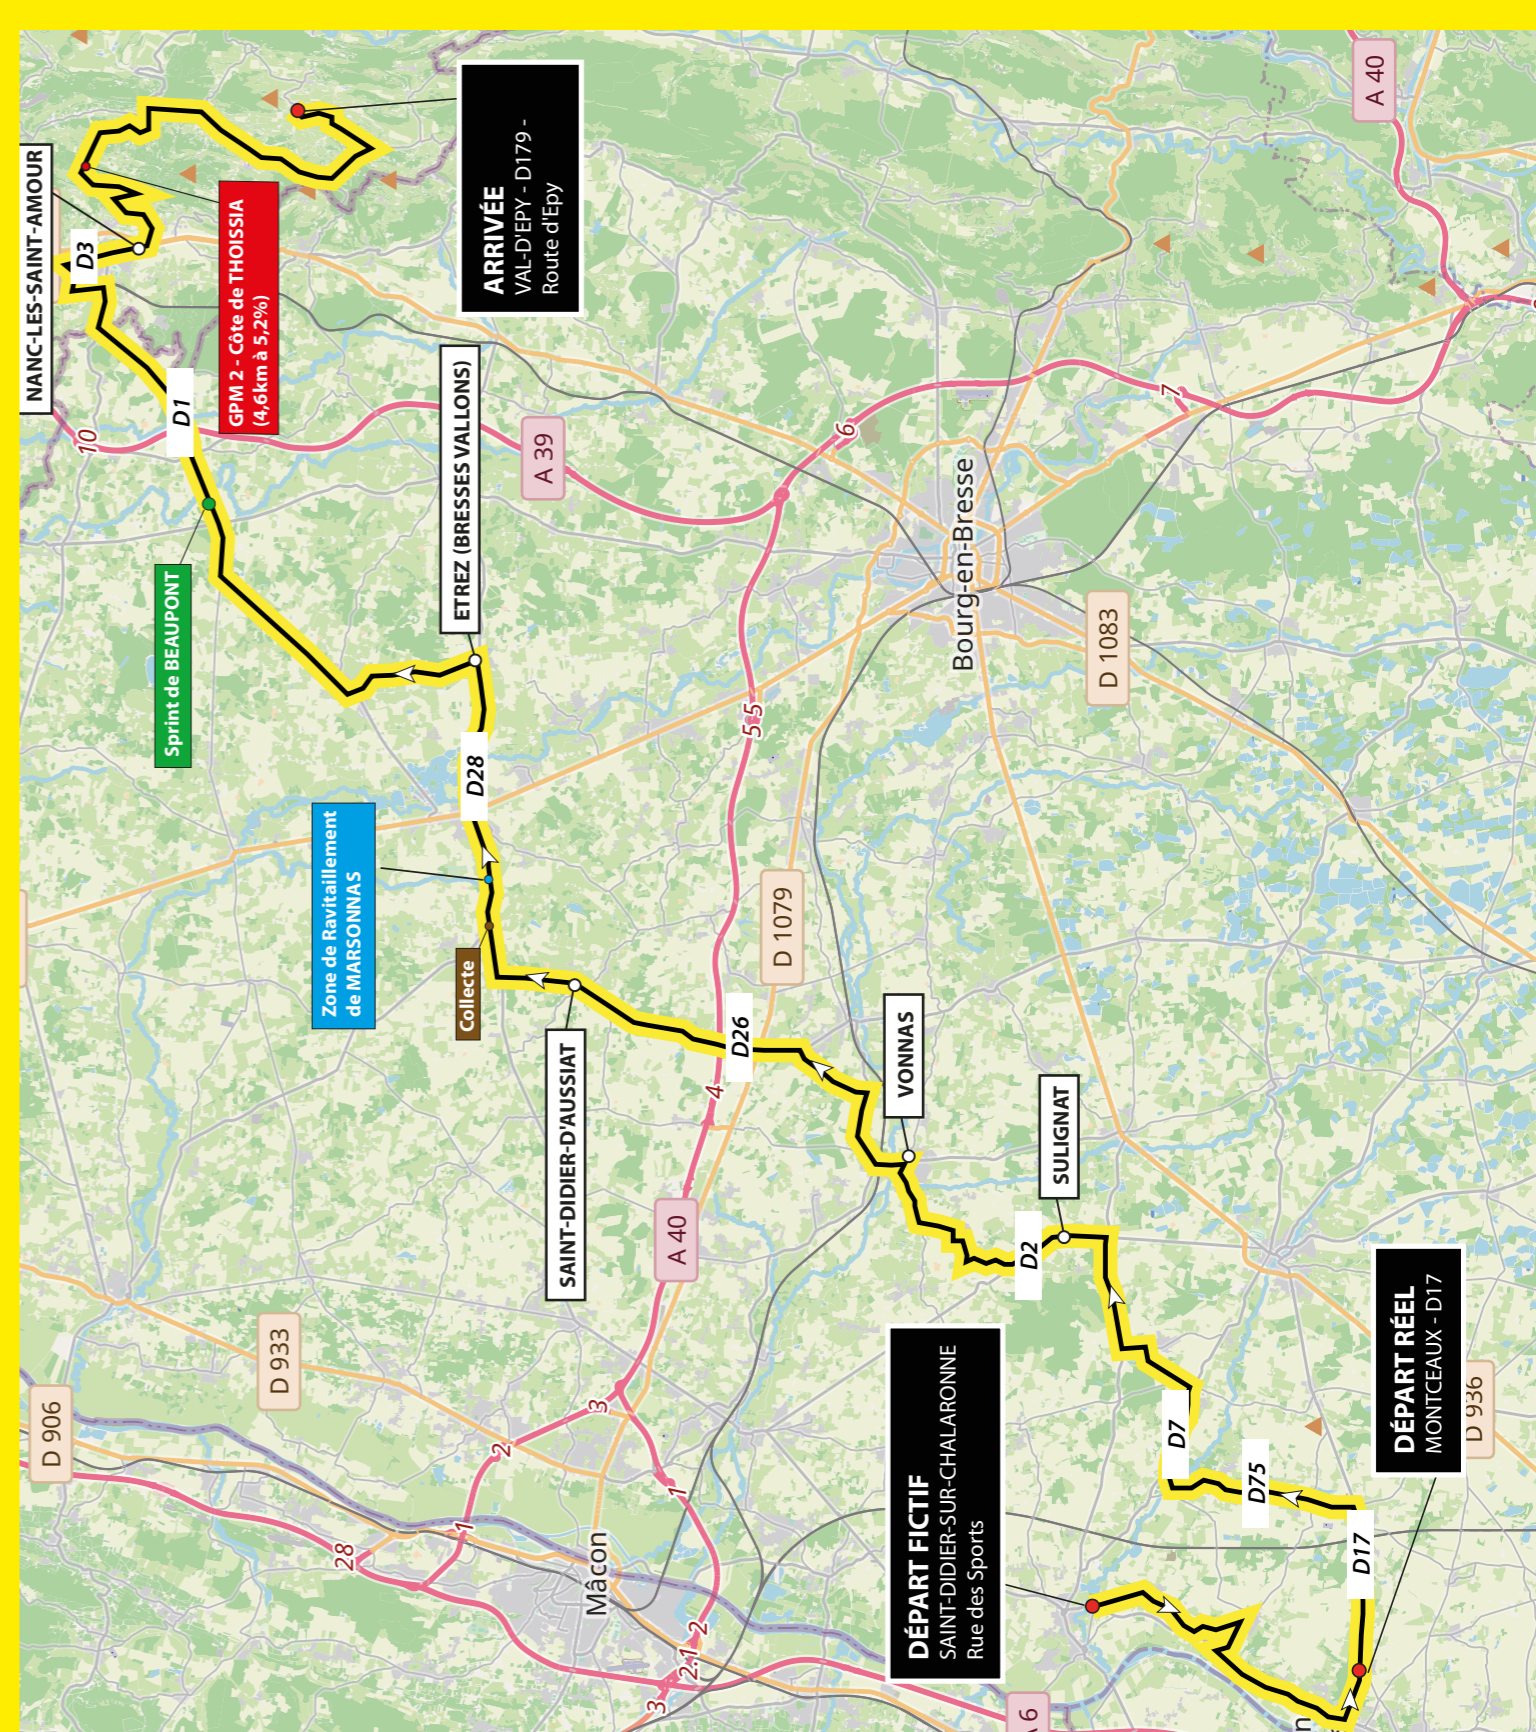 NANC-LES-SAINT-AMOUR
D3
GPM 2 - Côte de THOISSIA
(4,6km à 5,2%)
ARRIVÉE
VAL-D'EPY - D179 -
Route d'Epy
A 40
D1
10
Sprint de BEAUPONT
ETREZ (BRESSES VALLONS)
A 39
6
7
Bourg-en-Bresse
D 1083
5
5
D28
Zone de Ravitaillement
de MARSONNAS
Collecte
D 1079
SAINT-DIDIER-D'AUSSIAT
D26
4
VONNAS
SULIGNAT
D2
A 40
D 933
D 906
3
2
1
1
28
Mâcon
2
2.1
3
DÉPART FICTIF
SAINT-DIDIER-SUR-CHALARONNE
Rue des Sports
D7
D75
D17
DÉPART RÉEL
MONTCEAUX - D17
D 936
A 6